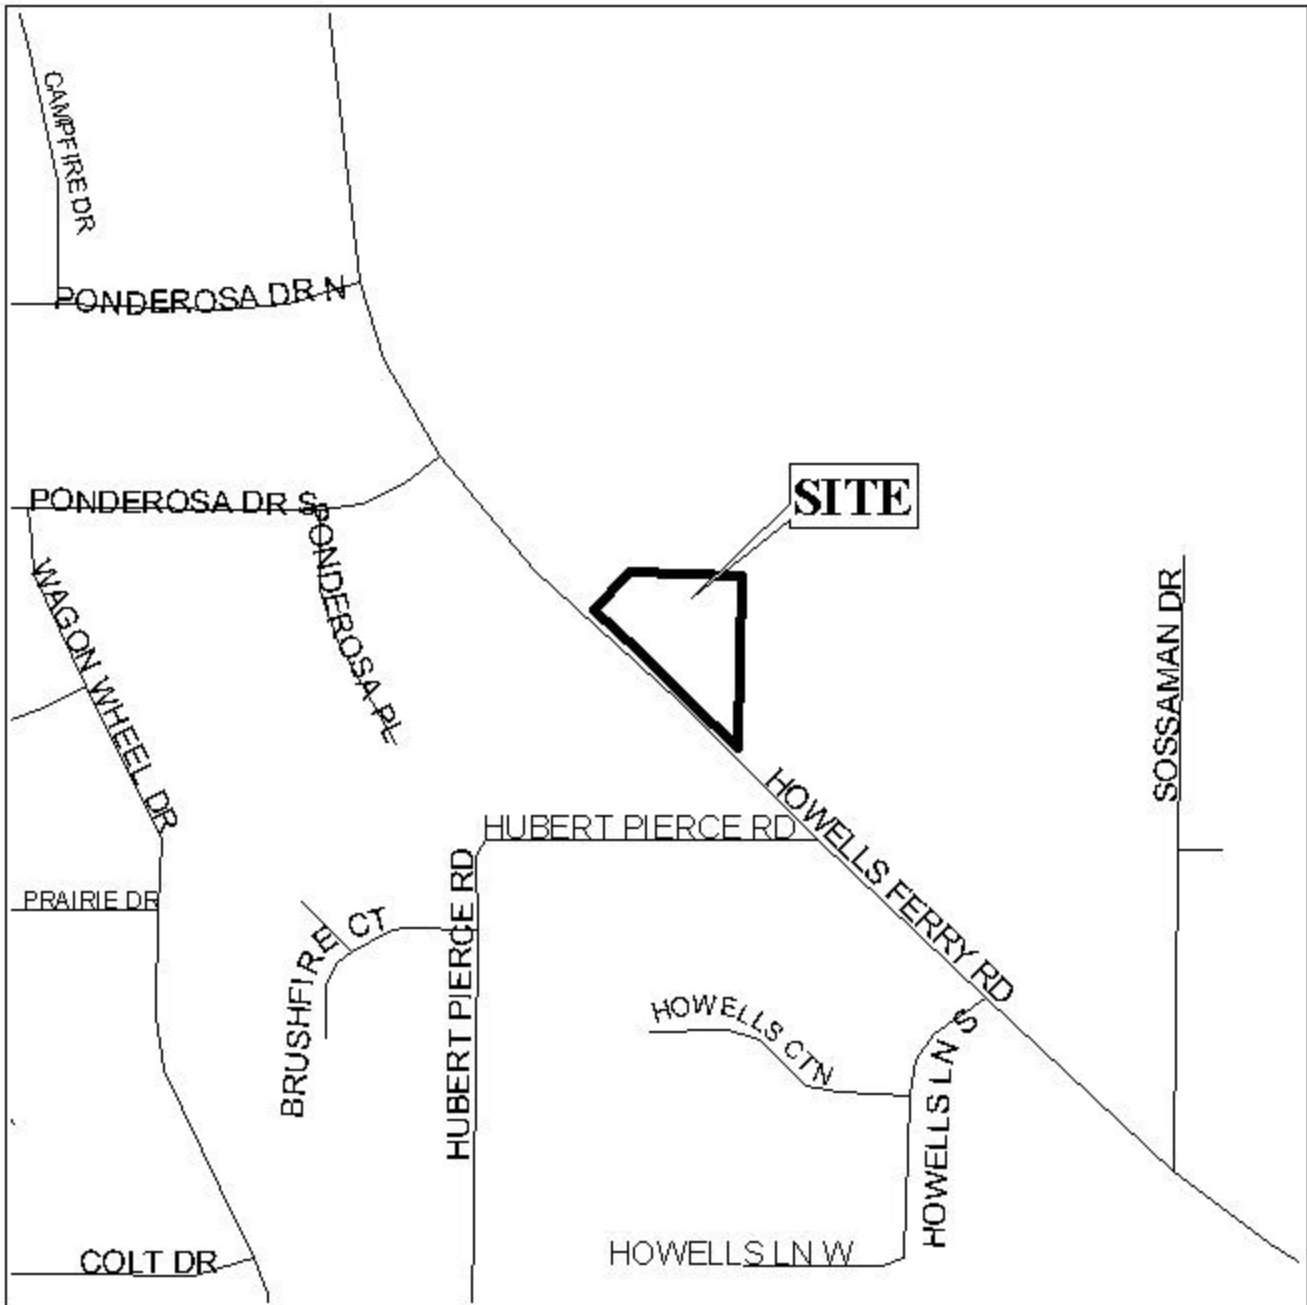 CAMPFIRE DR
PONDEROSA DR N
SITE
PONDEROSA DR S
PONDEROSA PL
WAGON WHEEL DR
SOSSAMAN DR
HOWELLS FERRY RD
HUBERT PIERCE RD
HUBERT PIERCE RD
PRAIRIE DR
BRUSHFIRE CT
HOWELLS CTN
HOWELLS LN S
HOWELLS LN W
COLT DR